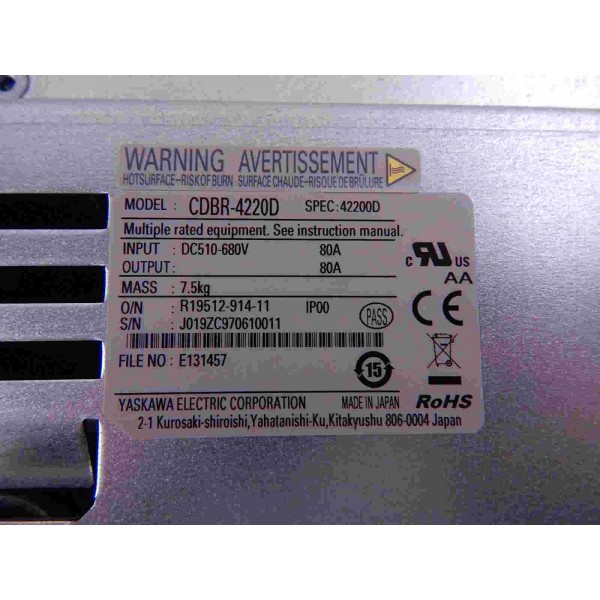 WARNING AVERTISSEMENT
HOTSURFACE-RISKOF BURN SURFACE CHAUDE-RISQUE DE BRÛLURE
MODEL : CDBR-4220D SPEC:42200D
Multiple rated equipment. See instruction manual.
INPUT : DC510-680V 80A
OUTPUT: 80A
MASS : 7.5kg
O/N : R19512-914-11 IP00
S/N : J019ZC970610011
PASS
FILE NO : E131457
15
C RU US
AA
CE
RoHS
YASKAWA ELECTRIC CORPORATION MADE IN JAPAN
2-1 Kurosaki-shiroishi,Yahatanishi-Ku,Kitakyushu 806-0004 Japan